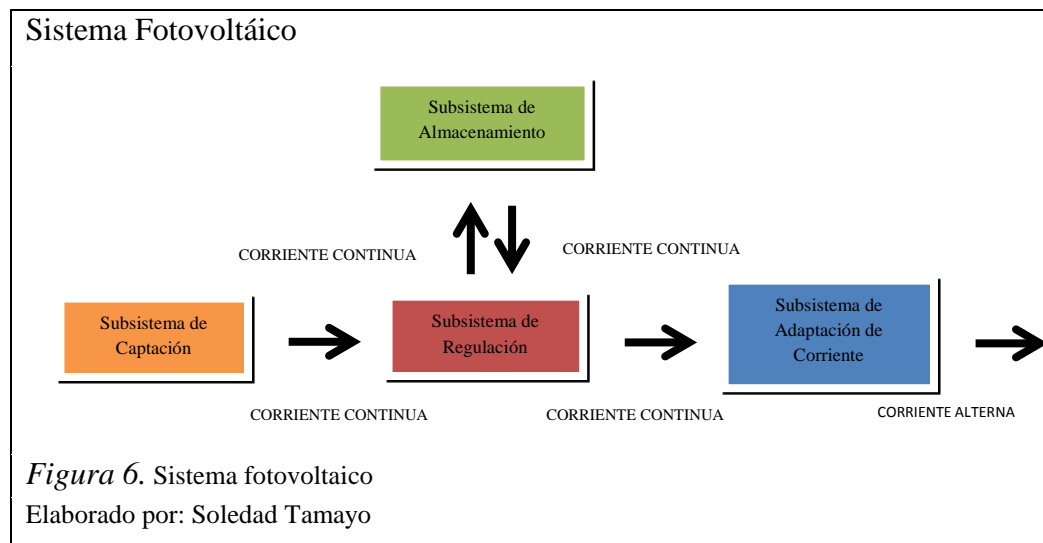 Sistema Fotovoltáico
Subsistema de
Almacenamiento
CORRIENTE CONTINUA
CORRIENTE CONTINUA
Subsistema de
Captación
Subsistema de
Regulación
Subsistema de
Adaptación de
Corriente
CORRIENTE CONTINUA
CORRIENTE CONTINUA
CORRIENTE ALTERNA
Figura 6. Sistema fotovoltaico
Elaborado por: Soledad Tamayo